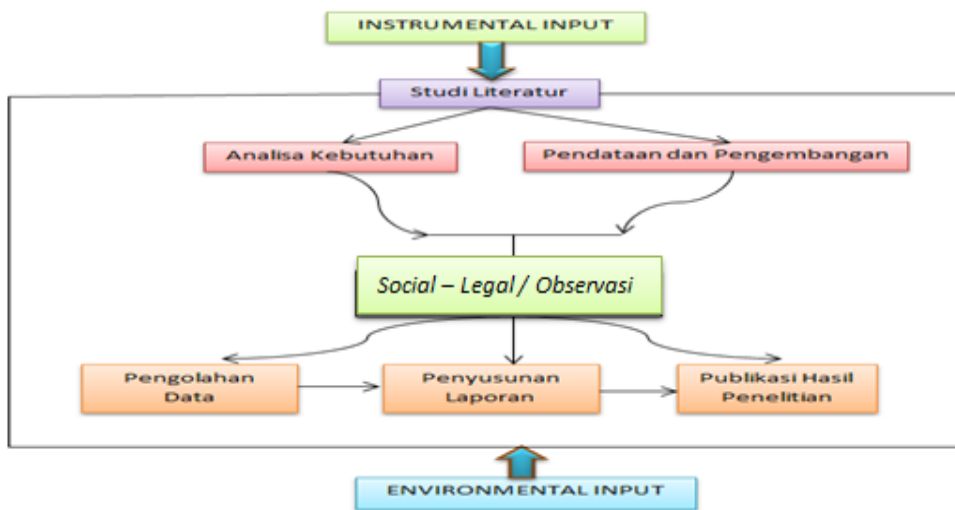 INSTRUMENTAL INPUT
Studi Literatur
Analisa Kebutuhan
Pendataan dan Pengembangan
Social – Legal / Observasi
Pengolahan
Data
Penyusunan
Laporan
Publikasi Hasil
Penelitian
ENVIRONMENTAL INPUT